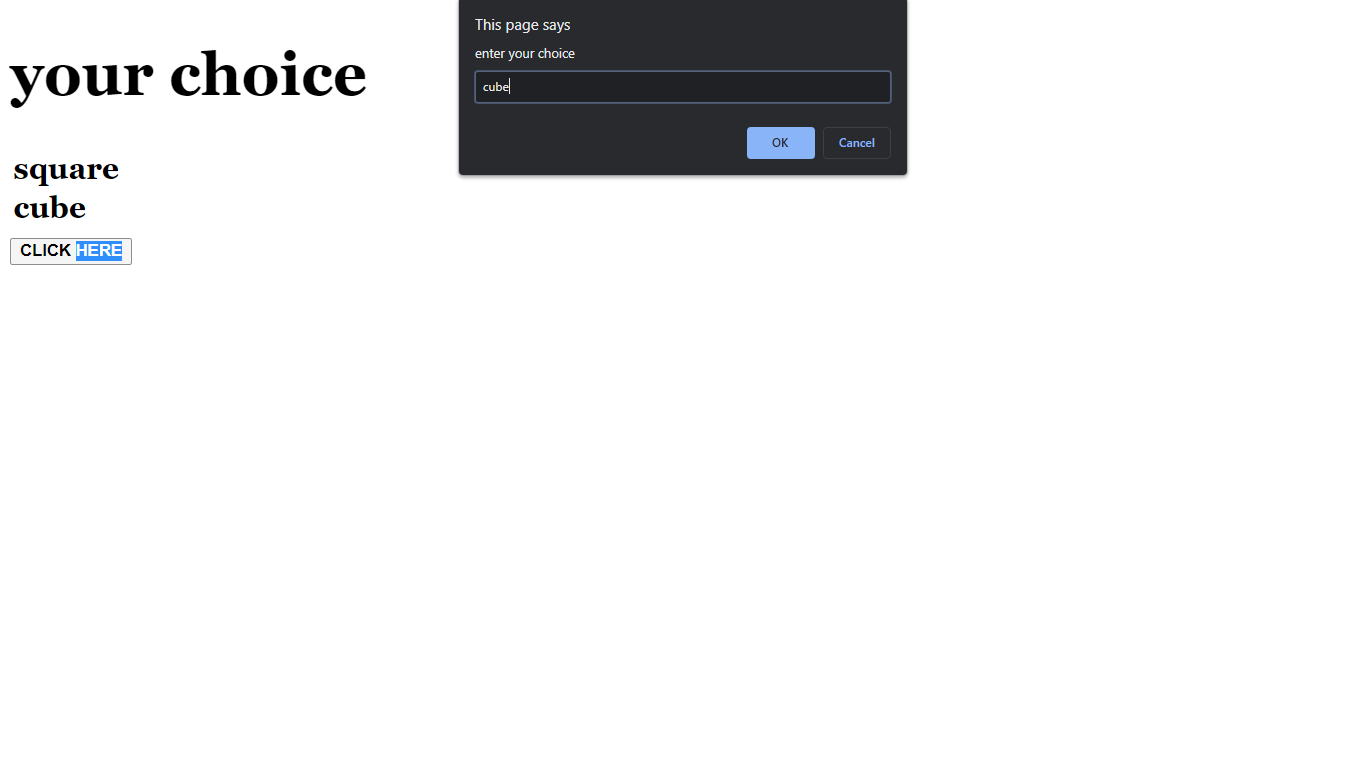 your choice
square
cube
CLICK HERE
This page says
enter your choice
cube
OK
Cancel